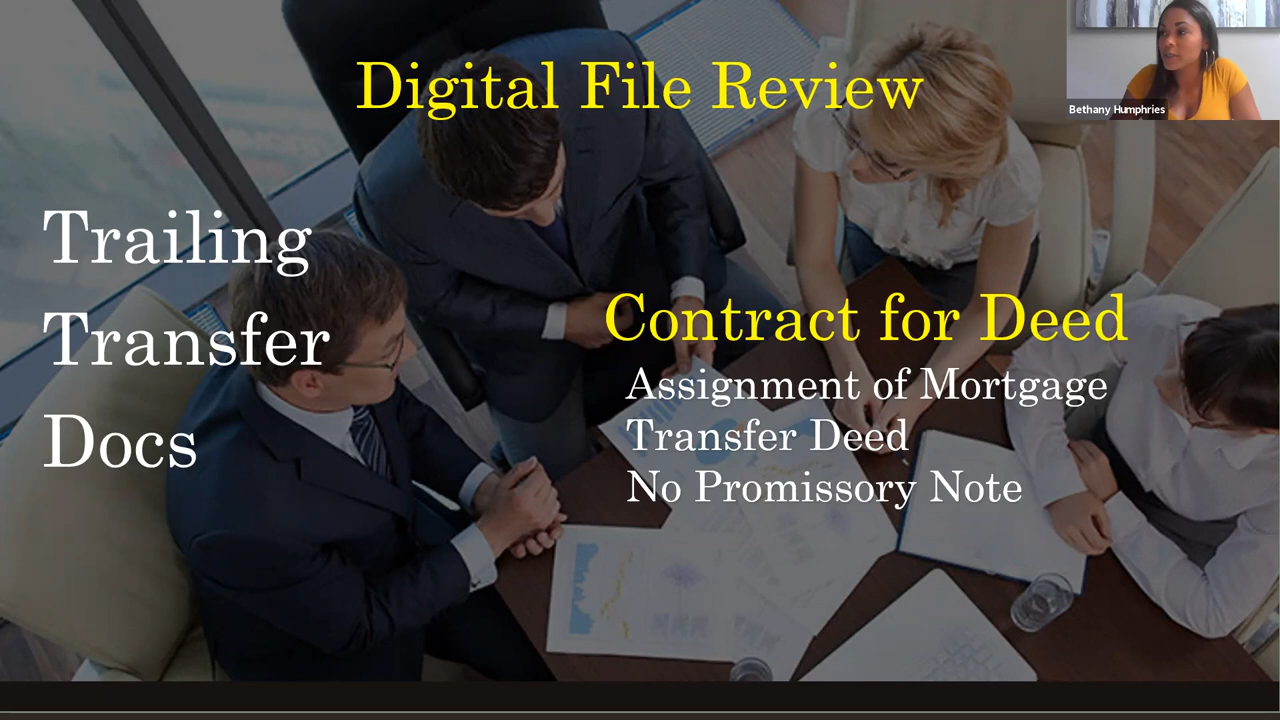 Digital File Review
Bethany Humphries
Trailing
Transfer
Docs
Contract for Deed
Assignment of Mortgage
Transfer Deed
No Promissory Note